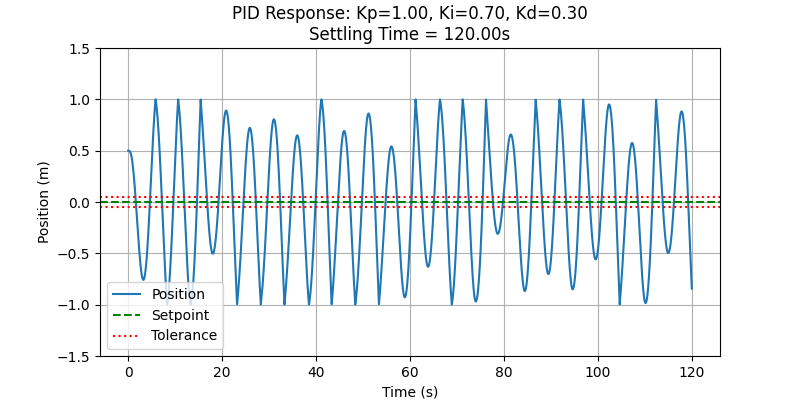 PID Response: Kp=1.00, Ki=0.70, Kd=0.30
Settling Time = 120.00s
1.5
1.0
0.5
0.0
−0.5
−1.0
−1.5
Position (m)
Position
Setpoint
Tolerance
0
20
40
60
80
100
120
Time (s)